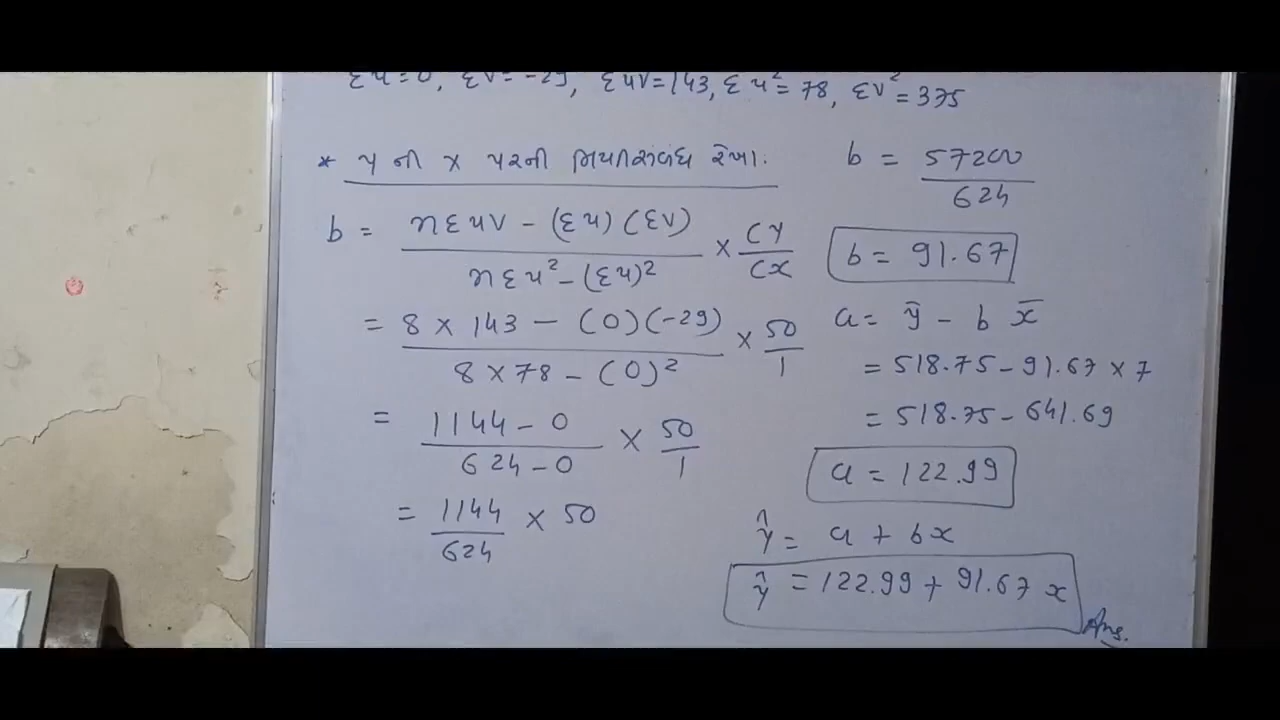 Σu=0, Σv=-29, Σuv=143, Σu²=78, Σv²=375
* y ની x પરની નિયતસંબંધ રેખા.
b = nΣuv - (Σu)(Σv) / nΣu² - (Σu)² × Cy / Cx
= 8 × 143 - (0)(-29) / 8 × 78 - (0)² × 50 / 1
= 1144 - 0 / 624 - 0 × 50 / 1
= 1144 / 624 × 50
b = 57200 / 624
b = 91.67
a = ȳ - b x̄
= 518.75 - 91.67 × 7
= 518.75 - 641.69
a = 122.99
ŷ = a + bx
ŷ = 122.99 + 91.67 x
Ans.